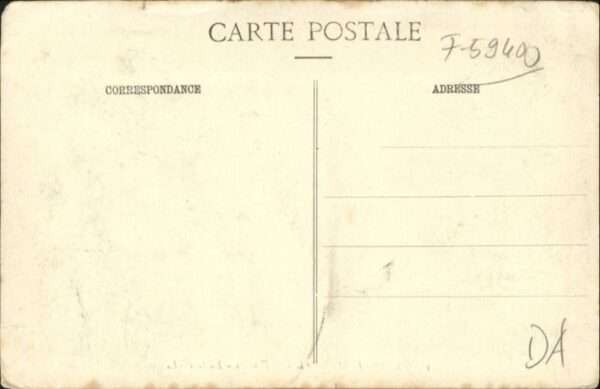 CARTE POSTALE
F-59400
CORRESPONDANCE
ADRESSE
DA